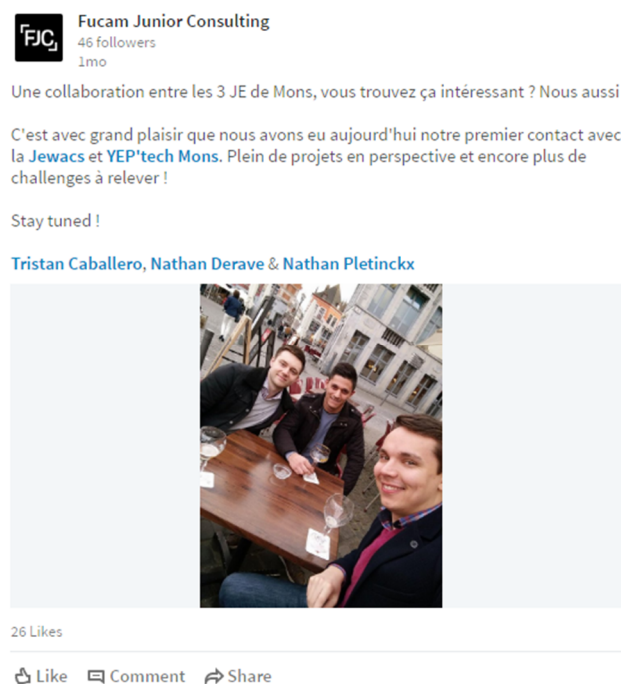 FJC
Fucam Junior Consulting
46 followers
1mo
Une collaboration entre les 3 JE de Mons, vous trouvez ça intéressant ? Nous aussi
C'est avec grand plaisir que nous avons eu aujourd'hui notre premier contact avec
la Jewacs et YEP'tech Mons. Plein de projets en perspective et encore plus de
challenges à relever !
Stay tuned !
Tristan Caballero, Nathan Derave & Nathan Pletinckx
26 Likes
Like Comment Share